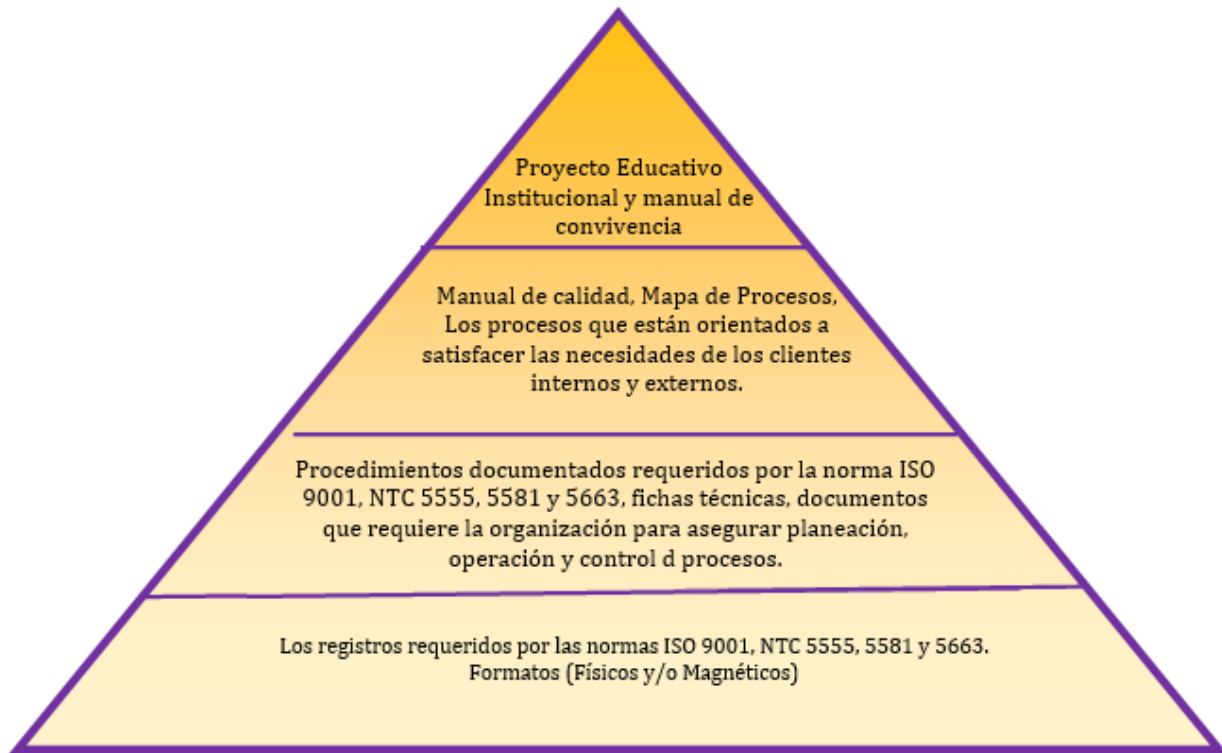 Proyecto Educativo
Institucional y manual de
convivencia
Manual de calidad, Mapa de Procesos,
Los procesos que están orientados a
satisfacer las necesidades de los clientes
internos y externos.
Procedimientos documentados requeridos por la norma ISO
9001, NTC 5555, 5581 y 5663, fichas técnicas, documentos
que requiere la organización para asegurar planeación,
operación y control d procesos.
Los registros requeridos por las normas ISO 9001, NTC 5555, 5581 y 5663.
Formatos (Físicos y/o Magnéticos)